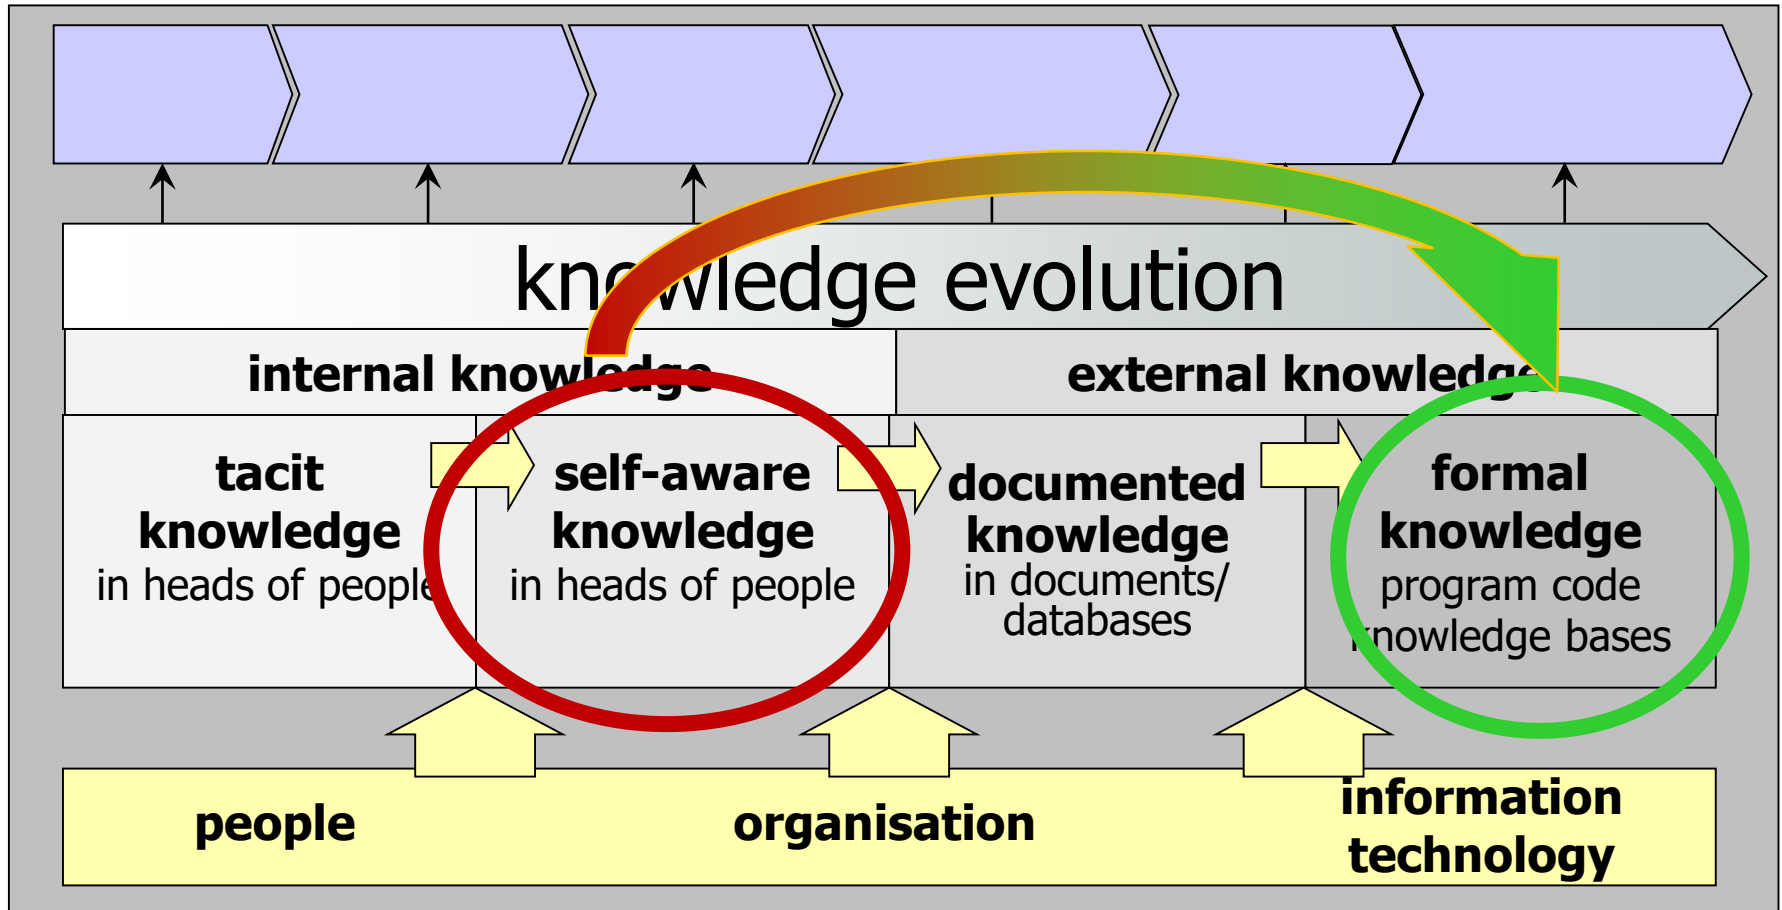 knowledge evolution
internal knowledge
external knowledge
tacit
knowledge
in heads of people
self-aware
knowledge
in heads of people
documented
knowledge
in documents/
databases
formal
knowledge
program code
knowledge bases
people
organisation
information
technology